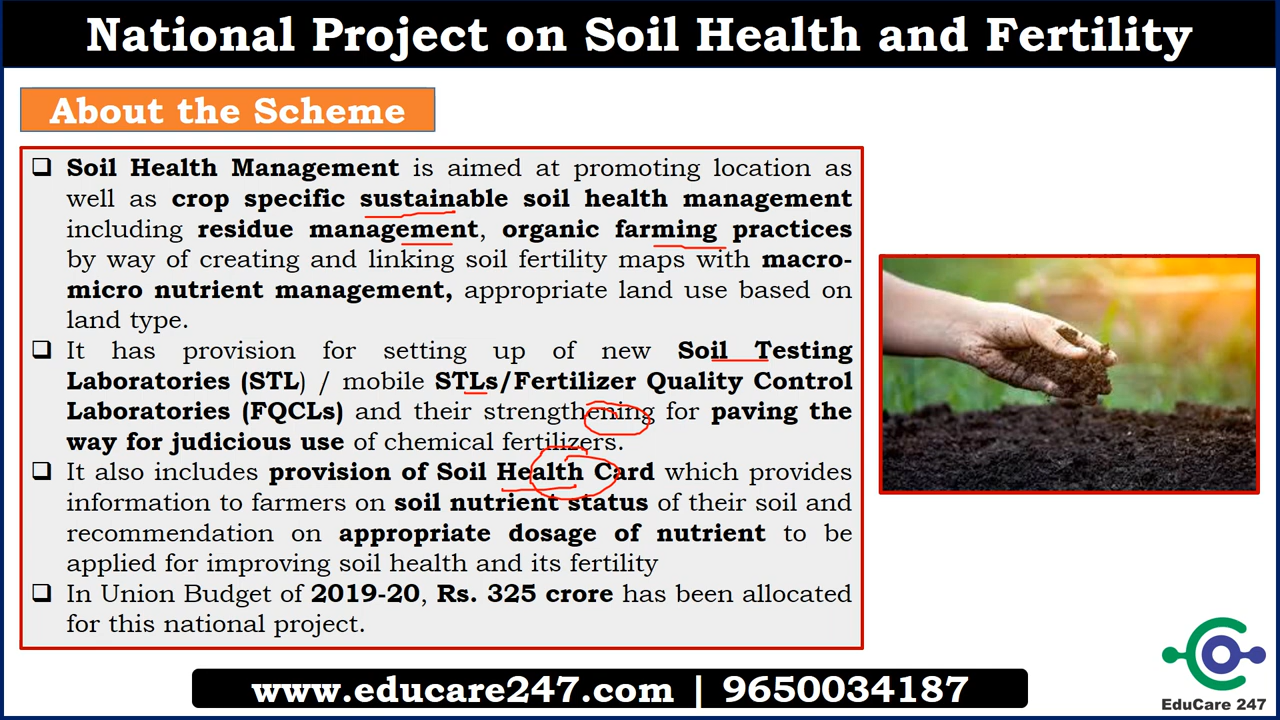 National Project on Soil Health and Fertility
About the Scheme
❑ Soil Health Management is aimed at promoting location as
well as crop specific sustainable soil health management
including residue management, organic farming practices
by way of creating and linking soil fertility maps with macro-
micro nutrient management, appropriate land use based on
land type.
❑ It has provision for setting up of new Soil Testing
Laboratories (STL) / mobile STLs/Fertilizer Quality Control
Laboratories (FQCLs) and their strengthening for paving the
way for judicious use of chemical fertilizers.
❑ It also includes provision of Soil Health Card which provides
information to farmers on soil nutrient status of their soil and
recommendation on appropriate dosage of nutrient to be
applied for improving soil health and its fertility
❑ In Union Budget of 2019-20, Rs. 325 crore has been allocated
for this national project.
www.educare247.com | 9650034187
EduCare 247